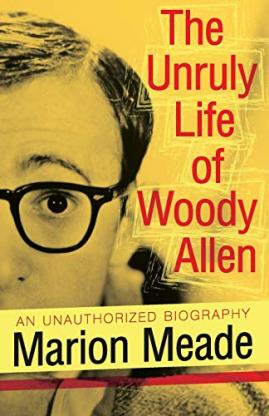 The
Unruly
Life
of
Woody
Allen
AN UNAUTHORIZED BIOGRAPHY
Marion Meade